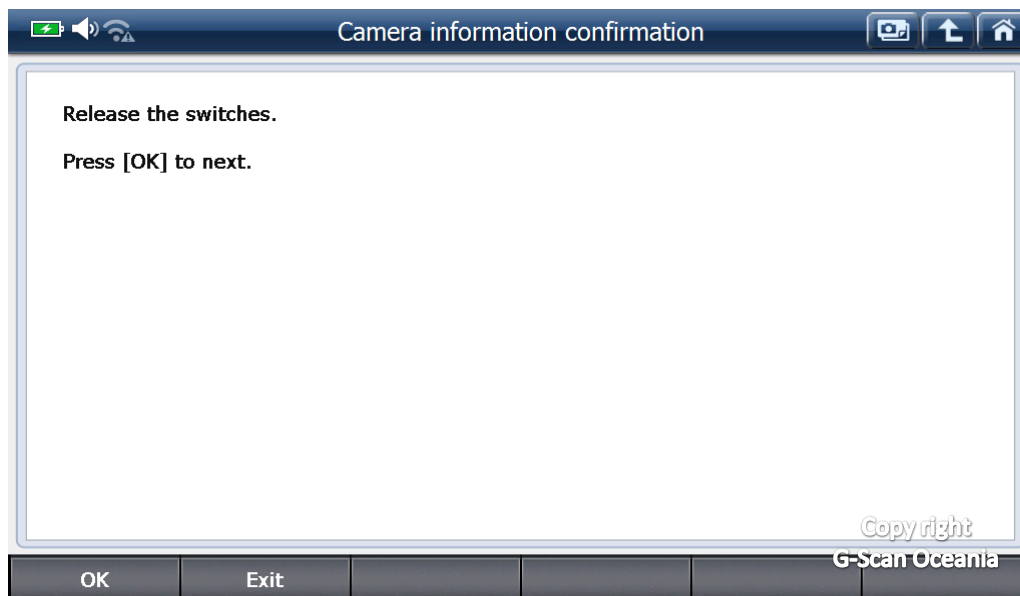 Camera information confirmation
Release the switches.
Press [OK] to next.
Copy right
G-Scan Oceania
OK
Exit